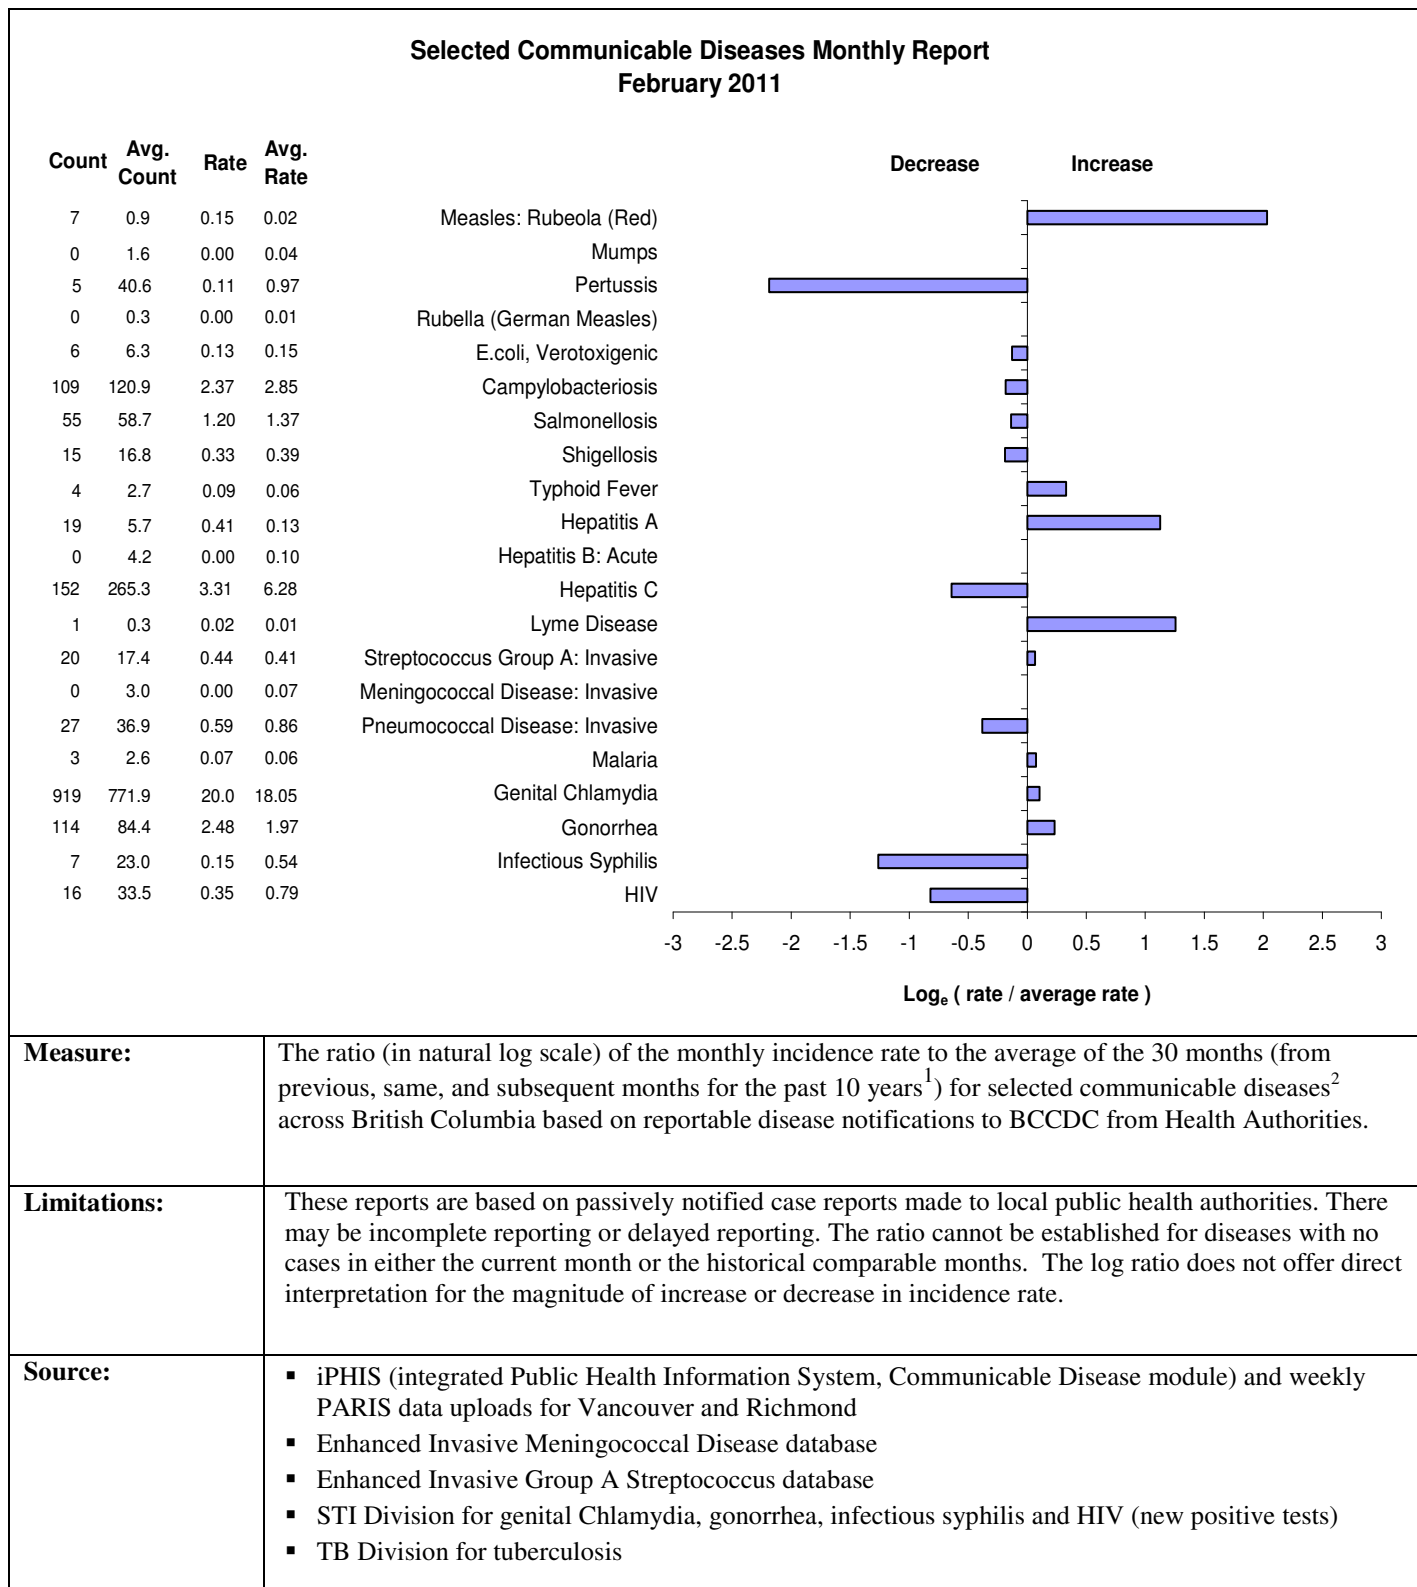 Selected Communicable Diseases Monthly Report
February 2011
Count Avg. Count Rate Avg. Rate Decrease Increase
7 0.9 0.15 0.02 Measles: Rubeola (Red)
0 1.6 0.00 0.04 Mumps
5 40.6 0.11 0.97 Pertussis
0 0.3 0.00 0.01 Rubella (German Measles)
6 6.3 0.13 0.15 E.coli, Verotoxigenic
109 120.9 2.37 2.85 Campylobacteriosis
55 58.7 1.20 1.37 Salmonellosis
15 16.8 0.33 0.39 Shigellosis
4 2.7 0.09 0.06 Typhoid Fever
19 5.7 0.41 0.13 Hepatitis A
0 4.2 0.00 0.10 Hepatitis B: Acute
152 265.3 3.31 6.28 Hepatitis C
1 0.3 0.02 0.01 Lyme Disease
20 17.4 0.44 0.41 Streptococcus Group A: Invasive
0 3.0 0.00 0.07 Meningococcal Disease: Invasive
27 36.9 0.59 0.86 Pneumococcal Disease: Invasive
3 2.6 0.07 0.06 Malaria
919 771.9 20.0 18.05 Genital Chlamydia
114 84.4 2.48 1.97 Gonorrhea
7 23.0 0.15 0.54 Infectious Syphilis
16 33.5 0.35 0.79 HIV
-3 -2.5 -2 -1.5 -1 -0.5 0 0.5 1 1.5 2 2.5 3
Logₑ ( rate / average rate )
Measure: The ratio (in natural log scale) of the monthly incidence rate to the average of the 30 months (from
previous, same, and subsequent months for the past 10 years¹) for selected communicable diseases²
across British Columbia based on reportable disease notifications to BCCDC from Health Authorities.
Limitations: These reports are based on passively notified case reports made to local public health authorities. There
may be incomplete reporting or delayed reporting. The ratio cannot be established for diseases with no
cases in either the current month or the historical comparable months. The log ratio does not offer direct
interpretation for the magnitude of increase or decrease in incidence rate.
Source: ▪ iPHIS (integrated Public Health Information System, Communicable Disease module) and weekly
PARIS data uploads for Vancouver and Richmond
▪ Enhanced Invasive Meningococcal Disease database
▪ Enhanced Invasive Group A Streptococcus database
▪ STI Division for genital Chlamydia, gonorrhea, infectious syphilis and HIV (new positive tests)
▪ TB Division for tuberculosis